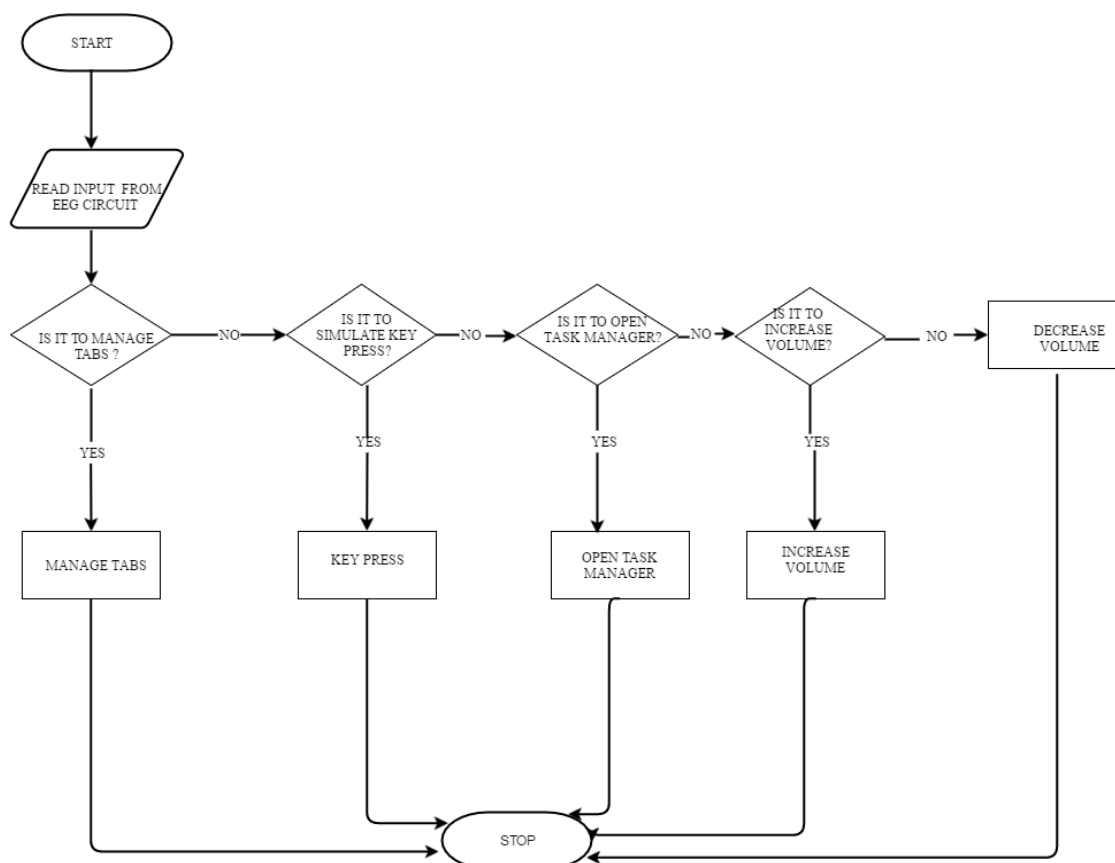 START
READ INPUT FROM
EEG CIRCUIT
IS IT TO MANAGE
TABS ?
NO
IS IT TO
SIMULATE KEY
PRESS?
NO
IS IT TO OPEN
TASK MANAGER?
NO
IS IT TO
INCREASE
VOLUME?
NO
DECREASE
VOLUME
YES
YES
YES
YES
MANAGE TABS
KEY PRESS
OPEN TASK
MANAGER
INCREASE
VOLUME
STOP